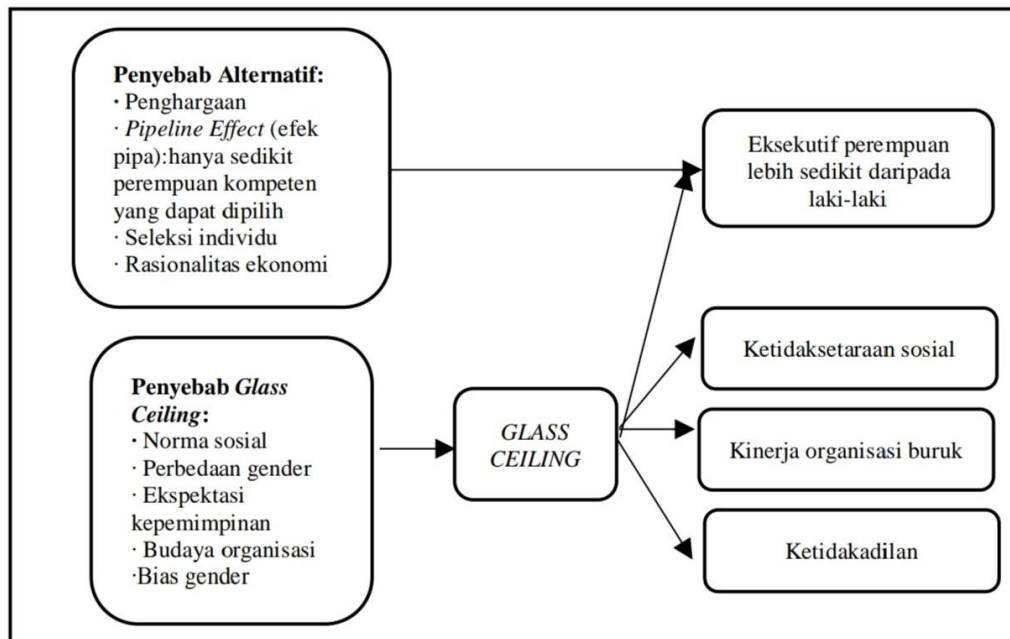 Penyebab Alternatif:
· Penghargaan
· Pipeline Effect (efek
pipa):hanya sedikit
perempuan kompeten
yang dapat dipilih
· Seleksi individu
· Rasionalitas ekonomi
Eksekutif perempuan
lebih sedikit daripada
laki-laki
Penyebab Glass
Ceiling:
· Norma sosial
· Perbedaan gender
· Ekspektasi
kepemimpinan
· Budaya organisasi
·Bias gender
GLASS
CEILING
Ketidaksetaraan sosial
Kinerja organisasi buruk
Ketidakadilan